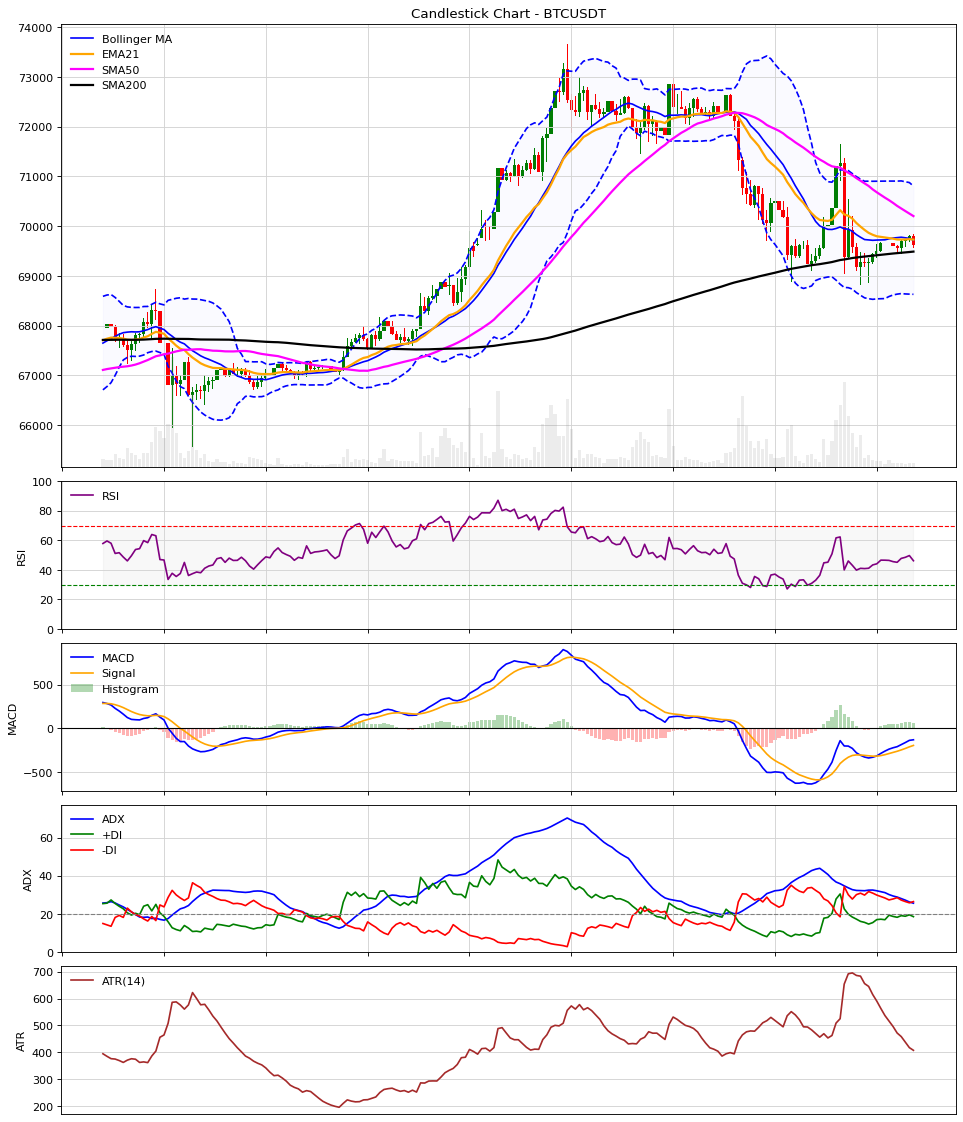 Candlestick Chart - BTCUSDT
74000
73000
72000
71000
70000
69000
68000
67000
66000
Bollinger MA
EMA21
SMA50
SMA200
100
80
60
40
20
0
RSI
RSI
500
0
−500
MACD
MACD
Signal
Histogram
60
40
20
0
ADX
ADX
+DI
-DI
700
600
500
400
300
200
ATR
ATR(14)